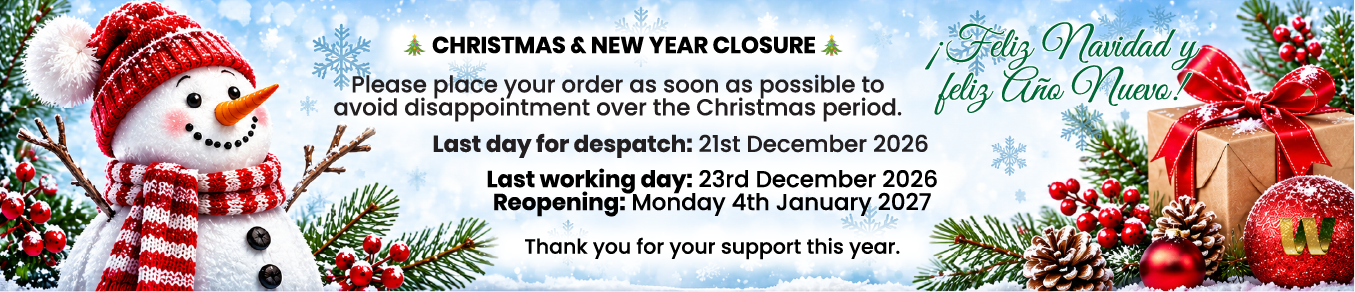 🎄 CHRISTMAS & NEW YEAR CLOSURE 🎄
Please place your order as soon as possible to
avoid disappointment over the Christmas period.
Last day for despatch: 21st December 2026
Last working day: 23rd December 2026
Reopening: Monday 4th January 2027
Thank you for your support this year.
¡Feliz Navidad y
feliz Año Nuevo!
W